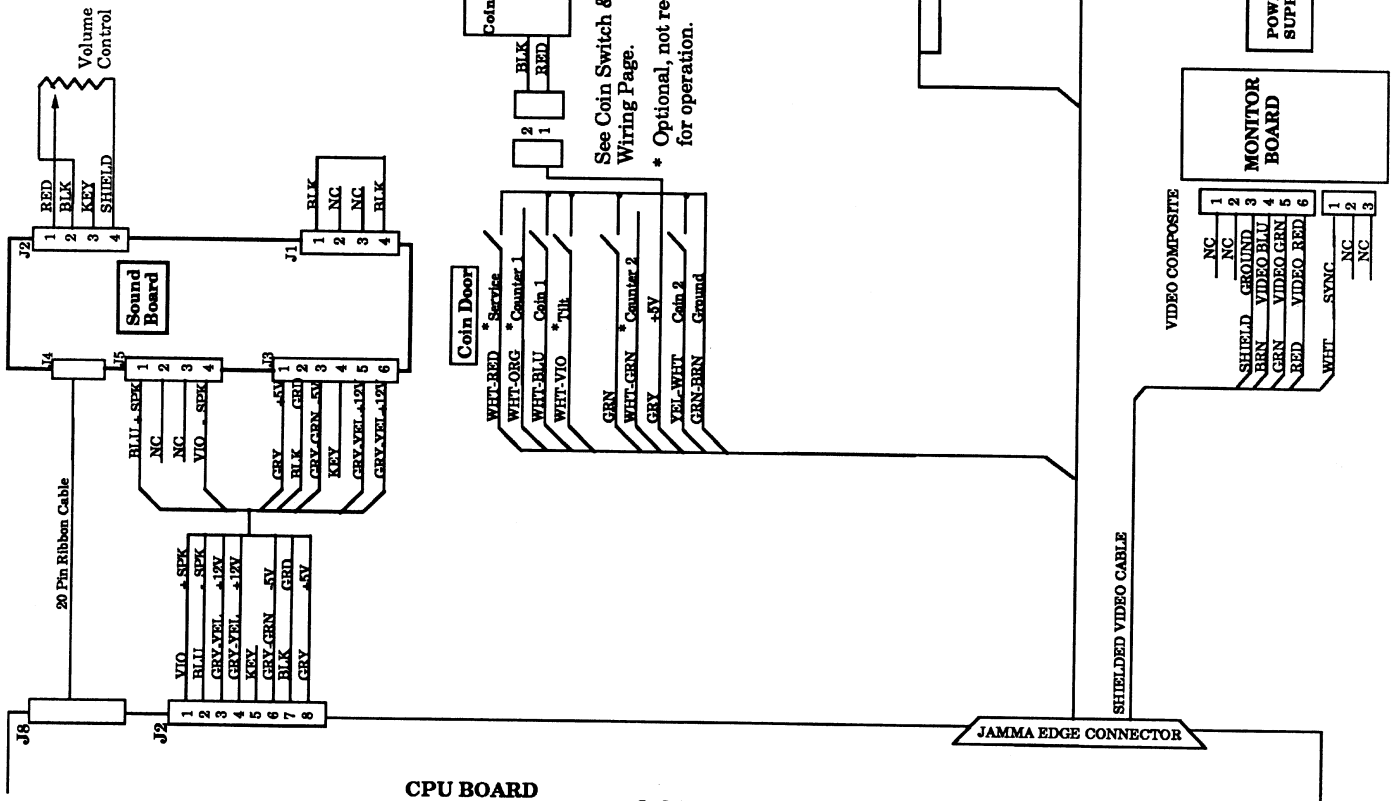 Volume
Control
RED
BLK
KEY
SHIELD
J2
1
2
3
4
BLK
NC
NC
BLK
J1
1
2
3
4
Sound
Board
J4
J5
1
2
3
4
J3
1
2
3
4
5
6
BLU + SPK
NC
NC
VIO - SPK
GRY +5V
BLK GRD
GRY-GRN -5V
KEY
GRY-YEL +12V
GRY-YEL +12V
20 Pin Ribbon Cable
VIO + SPK
BLU - SPK
GRY-YEL +12V
GRY-YEL +12V
KEY
GRY-GRN -5V
BLK GRD
GRY +5V
J8
J2
1
2
3
4
5
6
7
8
CPU BOARD
Coin
BLK
RED
2
1
See Coin Switch &
Wiring Page.
* Optional, not re
for operation.
Coin Door
WHT-RED *Service
WHT-ORG *Counter 1
WHT-BLU Coin 1
WHT-VIO *Tilt
GRN
WHT-GRN *Counter 2
GRY +5V
YEL-WHT Coin 2
GRN-BRN Ground
POW
SUP
MONITOR
BOARD
VIDEO COMPOSITE
1
2
3
4
5
6
1
2
3
NC
NC
SHIELD GROUND
BRN VIDEO BLU
GRN VIDEO GRN
RED VIDEO RED
WHT SYNC
NC
NC
SHIELDED VIDEO CABLE
JAMMA EDGE CONNECTOR